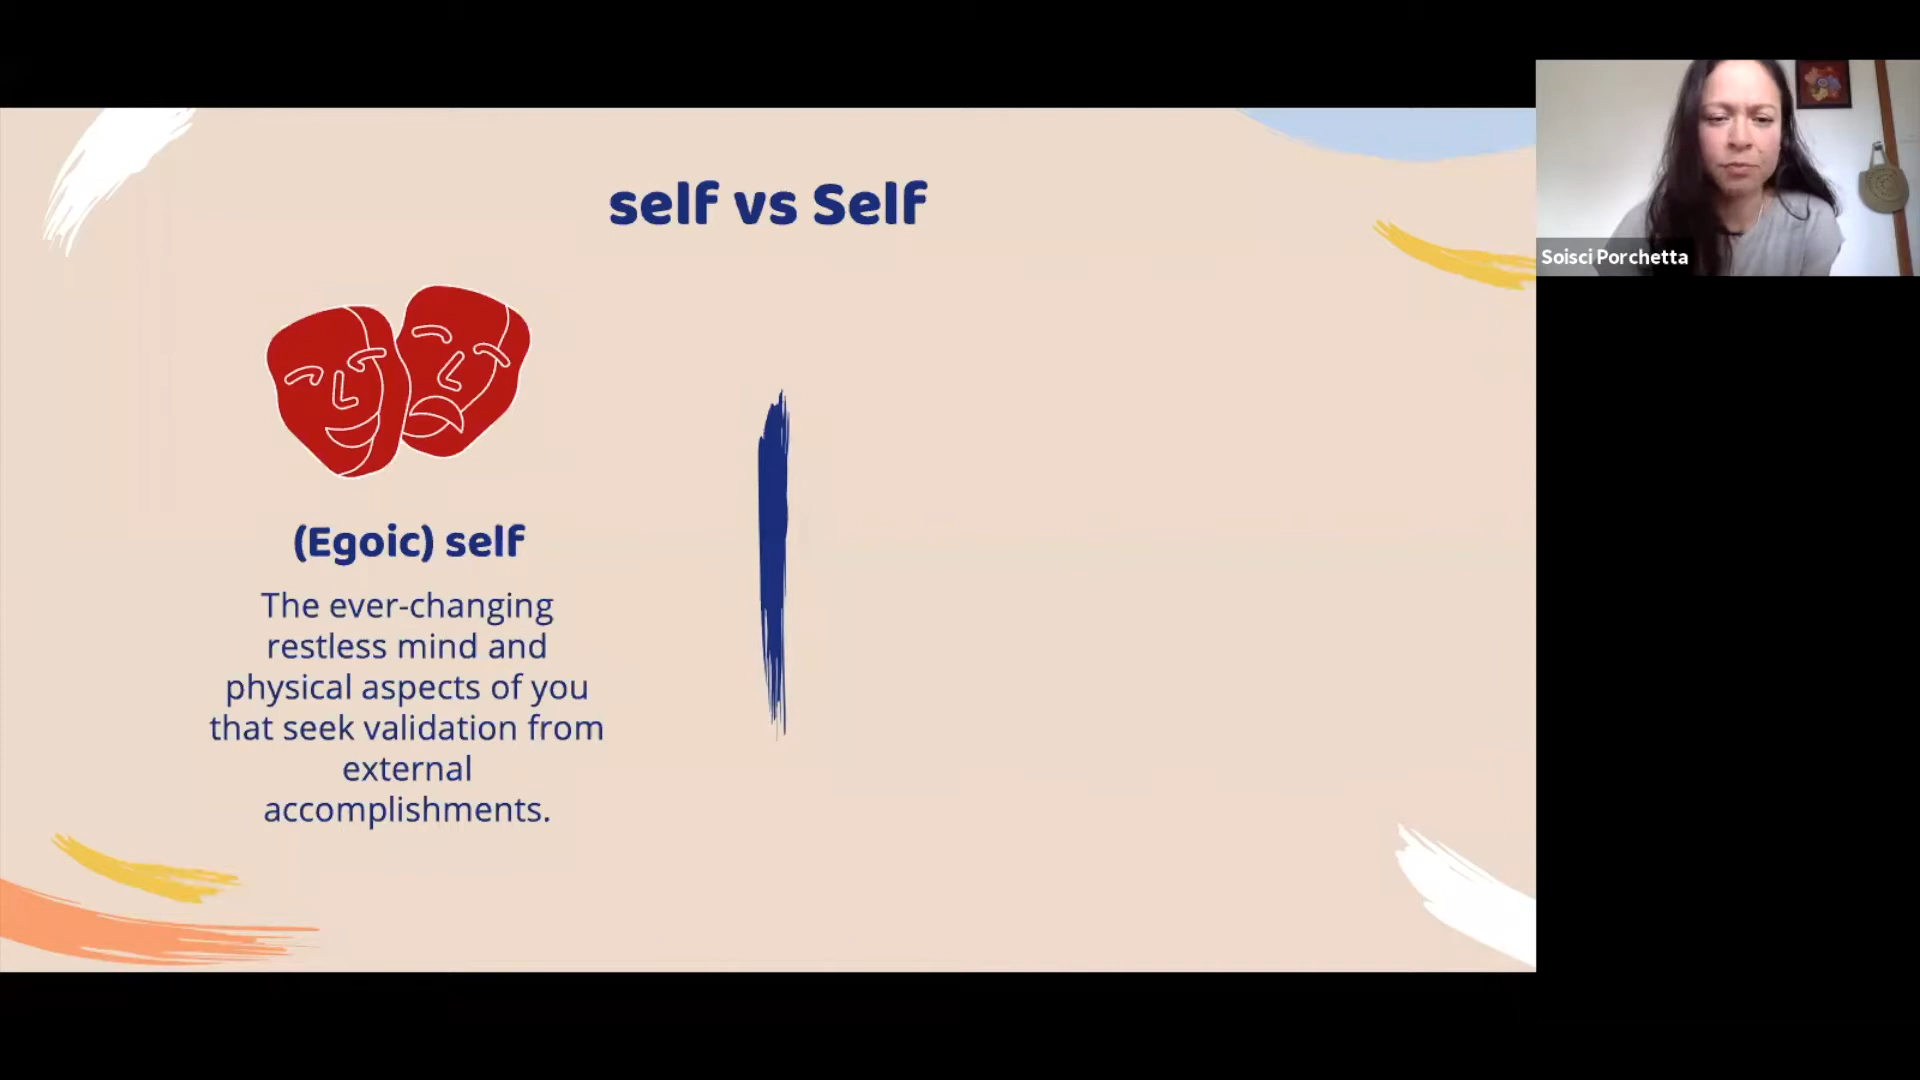 self vs Self
(Egoic) self
The ever-changing
restless mind and
physical aspects of you
that seek validation from
external
accomplishments.
Soisci Porchetta